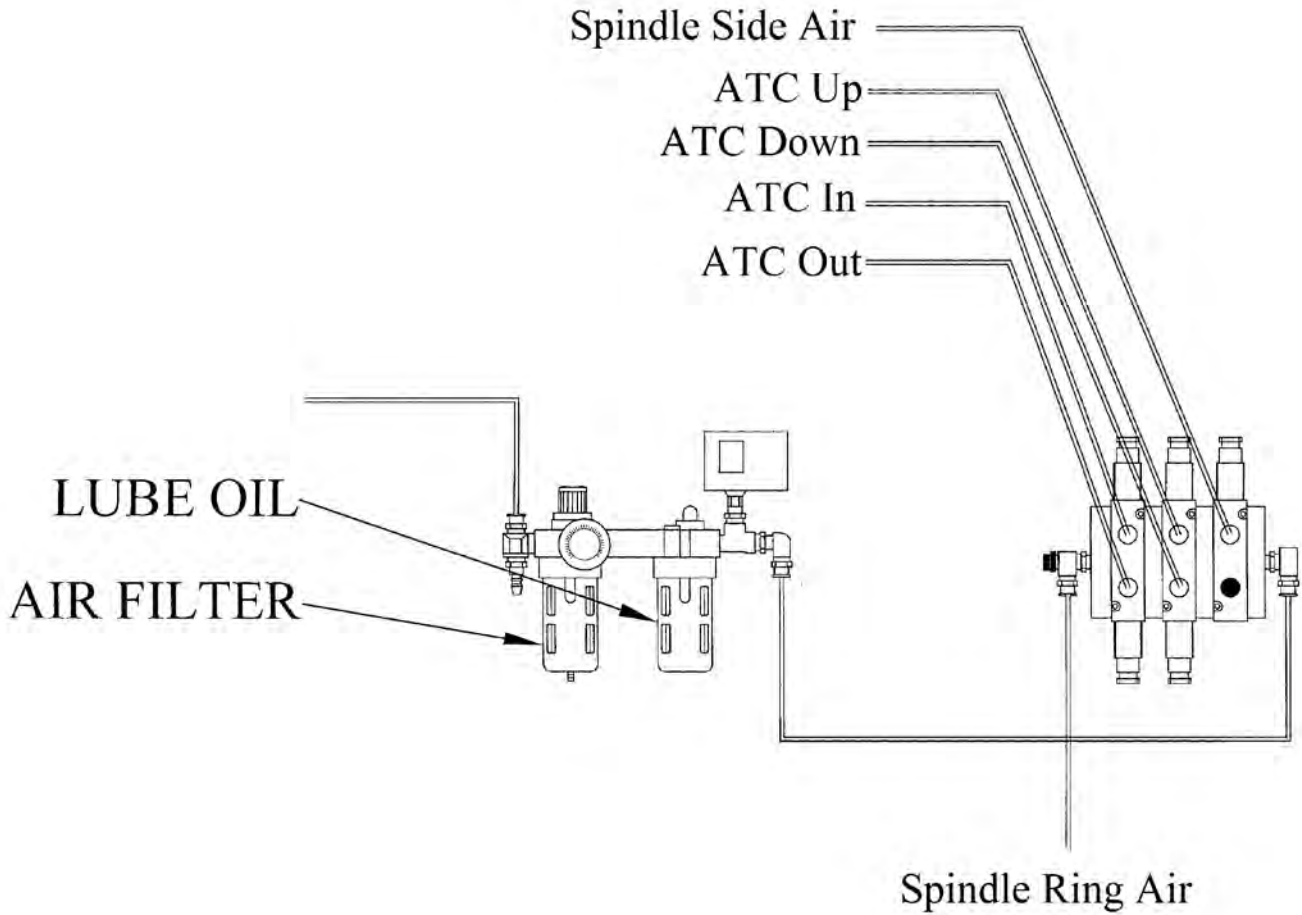 Spindle Side Air
ATC Up
ATC Down
ATC In
ATC Out
LUBE OIL
AIR FILTER
Spindle Ring Air